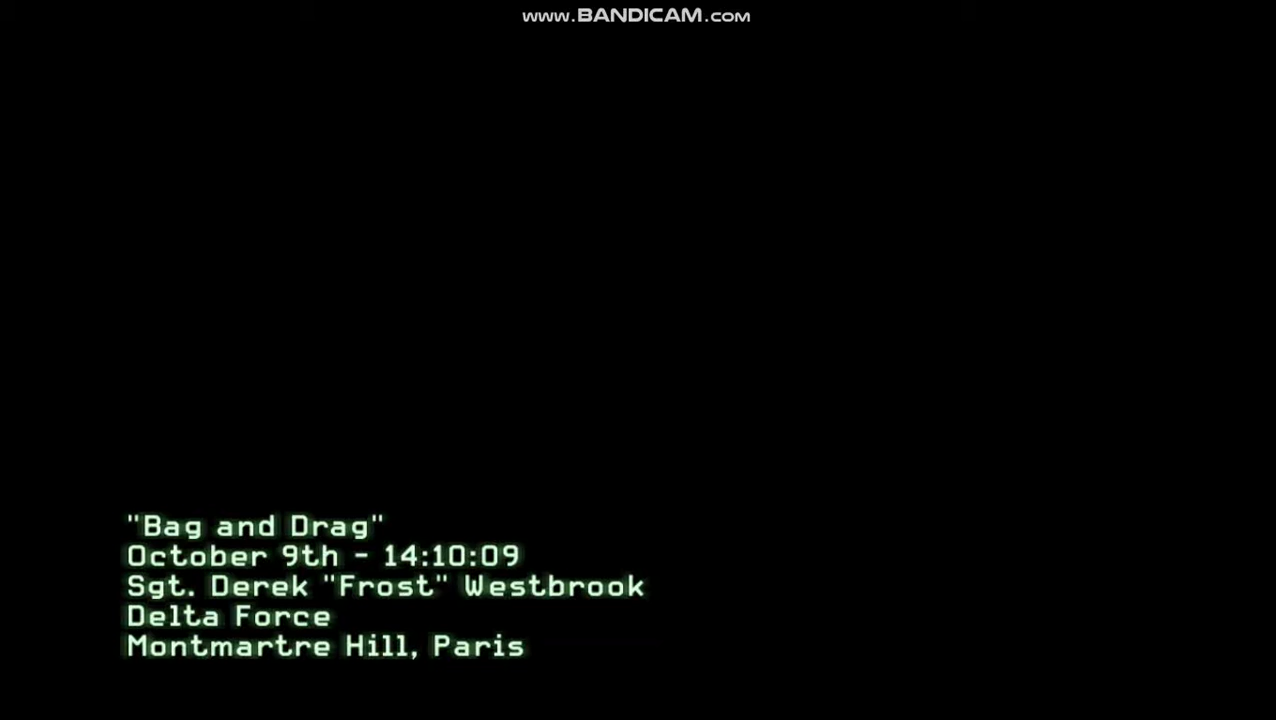 www.BANDICAM.com
"Bag and Drag"
October 9th - 14:10:09
Sgt. Derek "Frost" Westbrook
Delta Force
Montmartre Hill, Paris